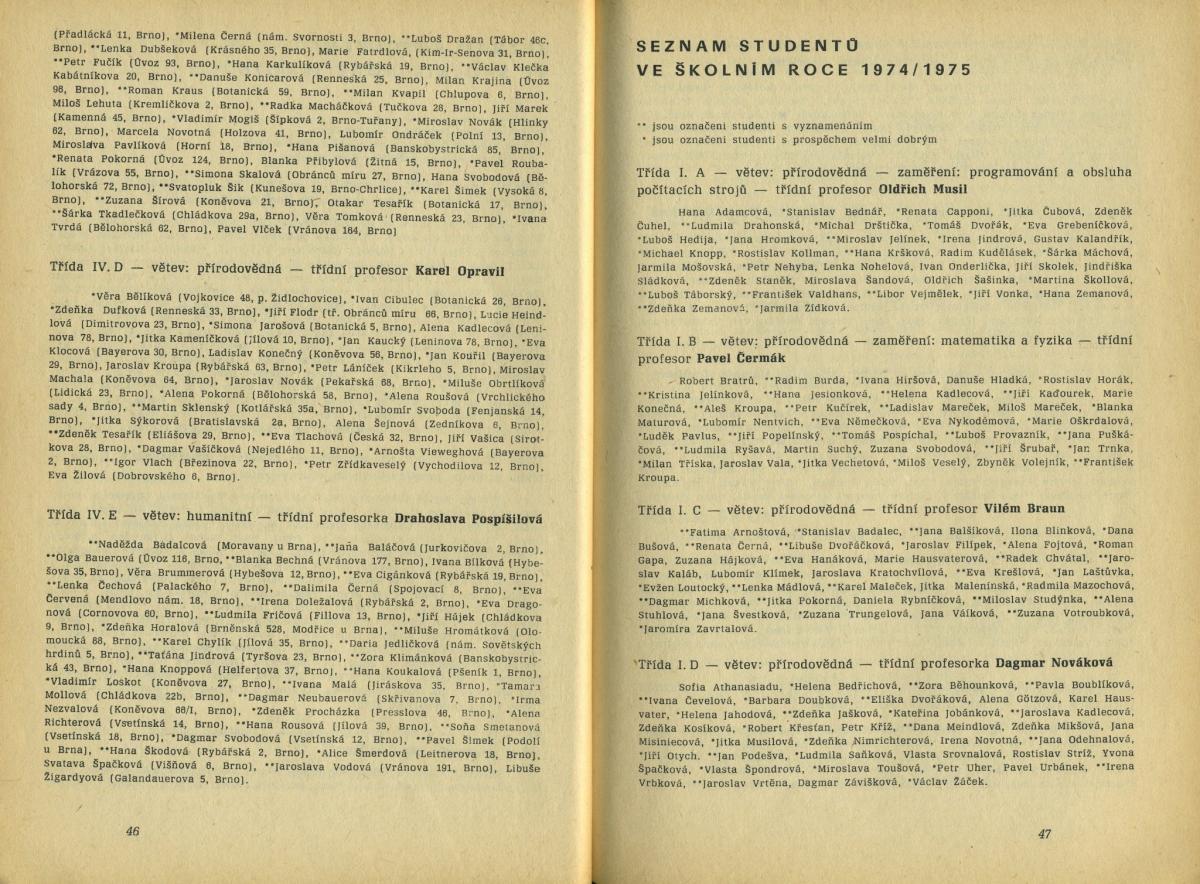 (Přadlácká 11, Brno), *Milena Černá (nám. Svornosti 3, Brno), **Luboš Dražan (Tábor 46c,
Brno), **Lenka Dubšeková (Krásného 35, Brno), Marie Fatrdlová, (Kim-Ir-Senova 31, Brno),
**Petr Fučík (Úvoz 93, Brno), *Hana Karkulíková (Rybářská 19, Brno), **Václav Klečka
Kabátníkova 20, Brno), **Danuše Konicarová (Renneská 25, Brno), Milan Krajina (Úvoz
98, Brno), **Roman Kraus (Botanická 59, Brno), **Milan Kvapil (Chlupova 6, Brno),
Miloš Lehuta (Kremličkova 2, Brno), **Radka Macháčková (Tučkova 28, Brno), Jiří Marek
(Kamenná 45, Brno), *Vladimír Mogiš (Šípková 2, Brno-Tuřany), *Miroslav Novák (Hlinky
62, Brno), Marcela Novotná (Holzova 41, Brno), Lubomír Ondráček (Polní 13, Brno),
Miroslava Pavlíková (Horní 18, Brno), *Hana Pišanová (Banskobystrická 85, Brno),
*Renata Pokorná (Úvoz 124, Brno), Blanka Přibylová (Žitná 15, Brno), *Pavel Rouba-
lík (Vrázova 55, Brno), **Simona Skalová (Obránců míru 27, Brno), Hana Svobodová (Bě-
lohorská 72, Brno), **Svatopluk Šik (Kunešova 19, Brno-Chrlice), **Karel Šimek (Vysoká 8,
Brno), **Zuzana Šírová (Koněvova 21, Brno), Otakar Tesařík (Botanická 17, Brno),
**Šárka Tkadlečková (Chládkova 29a, Brno), Věra Tomková (Renneská 23, Brno), *Ivana
Tvrdá (Bělohorská 62, Brno), Pavel Vlček (Vránova 164, Brno)
Třída IV. D — větev: přírodovědná — třídní profesor Karel Opravil
*Věra Bělíková (Vojkovice 48, p. Židlochovice), *Ivan Cibulec (Botanická 26, Brno),
*Zdeňka Dufková (Renneská 33, Brno), *Jiří Flodr (tř. Obránců míru 66, Brno), Lucie Heind-
lová (Dimitrovova 23, Brno), *Simona Jarošová (Botanická 5, Brno), Alena Kadlecová (Leni-
nova 78, Brno), *Jitka Kameníčková (Jílová 10, Brno), *Jan Kaucký (Leninova 78, Brno), *Eva
Klocová (Bayerova 30, Brno), Ladislav Konečný (Koněvova 56, Brno), *Jan Kouřil (Bayerova
29, Brno), Jaroslav Kroupa (Rybářská 63, Brno), *Petr Láníček (Kikrleho 5, Brno), Miroslav
Machala (Koněvova 64, Brno), *Jaroslav Novák (Pekařská 68, Brno), *Miluše Obrtlíková
(Lidická 23, Brno), *Alena Pokorná (Bělohorská 58, Brno), *Alena Roušová (Vrchlického
sady 4, Brno), **Martin Sklenský (Kotlářská 35a, Brno), *Lubomír Svoboda (Fenjanská 14,
Brno), *Jitka Sýkorová (Bratislavská 2a, Brno), Alena Šejnová (Zedníkova 6, Brno),
**Zdeněk Tesařík (Eliášova 29, Brno), **Eva Tlachová (Česká 32, Brno), Jiří Vašica (Sirot-
kova 28, Brno), *Dagmar Vašíčková (Nejedlého 11, Brno), *Arnošta Vieweghová (Bayerova
2, Brno), **Igor Vlach (Březinova 22, Brno), *Petr Zřídkaveselý (Vychodilova 12, Brno),
Eva Žílová (Dobrovského 6, Brno).
Třída IV. E — větev: humanitní — třídní profesorka Drahoslava Pospíšilová
**Naděžda Badalcová (Moravany u Brna), **Jaňa Baláčová (Jurkovičova 2, Brno),
**Olga Bauerová (Úvoz 116, Brno, **Blanka Bechná (Vránova 177, Brno), Ivana Bílková (Hybe-
šova 35, Brno), Věra Brummerová (Hybešova 12, Brno), **Eva Cigánková (Rybářská 19, Brno),
**Lenka Čechová (Palackého 7, Brno), **Dalimila Černá (Spojovací 8, Brno), **Eva
Červená (Mendlovo nám. 18, Brno), **Irena Doležalová (Rybářská 2, Brno), *Eva Drago-
nová (Cornovova 60, Brno), **Ludmila Fričová (Fillova 13, Brno), *Jiří Hájek (Chládkova
9, Brno), *Zdeňka Horalová (Brněnská 528, Modřice u Brna), **Miluše Hromátková (Olo-
moucká 88, Brno), **Karel Chylík (Jílová 35, Brno), **Daria Jedličková (nám. Sovětských
hrdinů 5, Brno), **Taťána Jindrová (Tyršova 23, Brno), **Zora Klimánková (Banskobystric-
ká 43, Brno), *Hana Knoppová (Helfertova 37, Brno), **Hana Koukalová (Pšeník 1, Brno),
*Vladimír Loskot (Koněvova 27, Brno), **Ivana Malá (Jiráskova 35, Brno), *Tamara
Mollová (Chládkova 22b, Brno), **Dagmar Neubauerová (Skřivanova 7, Brno), *Irma
Nezvalová (Koněvova 66/I, Brno), *Zdeněk Procházka (Presslova 46, Brno), *Alena
Richterová (Vsetínská 14, Brno), **Hana Rousová (Jílová 39, Brno), **Soňa Smetanová
(Vsetínská 18, Brno), *Dagmar Svobodová (Vsetínská 12, Brno), **Pavel Šimek (Podolí
u Brna), **Hana Škodová (Rybářská 2, Brno), *Alice Šmerdová (Leitnerova 18, Brno),
Svatava Špačková (Višňová 6, Brno), **Jaroslava Vodová (Vránova 191, Brno), Libuše
Žigardyová (Galandauerova 5, Brno).
46
SEZNAM STUDENTŮ
VE ŠKOLNÍM ROCE 1974/1975
** jsou označeni studenti s vyznamenáním
* jsou označeni studenti s prospěchem velmi dobrým
Třída I. A — větev: přírodovědná — zaměření: programování a obsluha
počítacích strojů — třídní profesor Oldřich Musil
Hana Adamcová, *Stanislav Bednář, *Renata Capponi, *Jitka Čubová, Zdeněk
Čuhel, **Ludmila Drahonská, *Michal Drštička, *Tomáš Dvořák, *Eva Grebeníčková,
*Luboš Hedija, *Jana Hromková, **Miroslav Jelínek, *Irena Jindrová, Gustav Kalandřík,
*Michael Knopp, *Rostislav Kollman, **Hana Kršková, Radim Kudělásek, *Šárka Máchová,
Jarmila Mošovská, *Petr Nehyba, Lenka Nohelová, Ivan Onderlička, Jiří Skolek, Jindřiška
Sládková, **Zdeněk Staněk, Miroslava Šandová, Oldřich Šašinka, *Martina Škollová,
**Luboš Táborský, **František Valdhans, **Libor Vejmělek, *Jiří Vonka, *Hana Zemanová,
**Zdeňka Zemanová, *Jarmila Zídková.
Třída I. B — větev: přírodovědná — zaměření: matematika a fyzika — třídní
profesor Pavel Čermák
Robert Bratrů, **Radim Burda, *Ivana Hiršová, Danuše Hladká, *Rostislav Horák,
**Kristina Jelínková, **Hana Jesionková, **Helena Kadlecová, **Jiří Kaďourek, Marie
Konečná, **Aleš Kroupa, **Petr Kučírek, **Ladislav Mareček, Miloš Mareček, *Blanka
Maturová, *Lubomír Nentvich, **Eva Němečková, *Eva Nykodémová, *Marie Oškrdalová,
*Luděk Pavlus, **Jiří Popelínský, **Tomáš Pospíchal, **Luboš Provazník, **Jana Pušká-
čová, **Ludmila Ryšavá, Martin Suchý, Zuzana Svobodová, **Jiří Šrubař, *Jan Trnka,
*Milan Tříska, Jaroslav Vala, *Jitka Vechetová, *Miloš Veselý, Zbyněk Volejník, **František
Kroupa.
Třída I. C — větev: přírodovědná — třídní profesor Vilém Braun
**Fatima Arnoštová, *Stanislav Badalec, **Jana Balšíková, Ilona Blinková, *Dana
Bušová, **Renata Černá, **Libuše Dvořáčková, *Jaroslav Filípek, *Alena Fojtová, *Roman
Gapa, Zuzana Hájková, **Eva Hanáková, Marie Hausvaterová, **Radek Chvátal, **Jaro-
slav Kaláb, Lubomír Klímek, Jaroslava Kratochvílová, **Eva Krešlová, *Jan Laštůvka,
*Evžen Loutocký, **Lenka Mádlová, **Karel Maleček, Jitka Malenínská, *Radmila Mazochová,
**Dagmar Michková, **Jitka Pokorná, Daniela Rybníčková, **Miloslav Studýnka, **Alena
Stuhlová, *Jana Švestková, *Zuzana Trungelová, Jana Válková, **Zuzana Votroubková,
*Jaromíra Zavrtalová.
Třída I. D — větev: přírodovědná — třídní profesorka Dagmar Nováková
Sofia Athanasiadu, *Helena Bedřichová, **Zora Běhounková, **Pavla Boublíková,
**Ivana Čevelová, *Barbara Doubková, **Eliška Dvořáková, Alena Götzová, Karel Haus-
vater, *Helena Jahodová, **Zdeňka Jašková, *Kateřina Jobánková, **Jaroslava Kadlecová,
Zdeňka Kosíková, *Robert Křesťan, Petr Kříž, **Dana Meindlová, Zdeňka Mikšová, Jana
Misiniecová, *Jitka Musilová, *Zdeňka Nimrichterová, Irena Novotná, **Jana Odehnalová,
*Jiří Otych, **Jan Podešva, *Ludmila Saňková, Vlasta Srovnalová, Rostislav Stríž, Yvona
Špačková, *Vlasta Špondrová, *Miroslava Toušová, *Petr Uher, Pavel Urbánek, **Irena
Vrbková, **Jaroslav Vrtěna, Dagmar Závišková, *Václav Žáček.
47